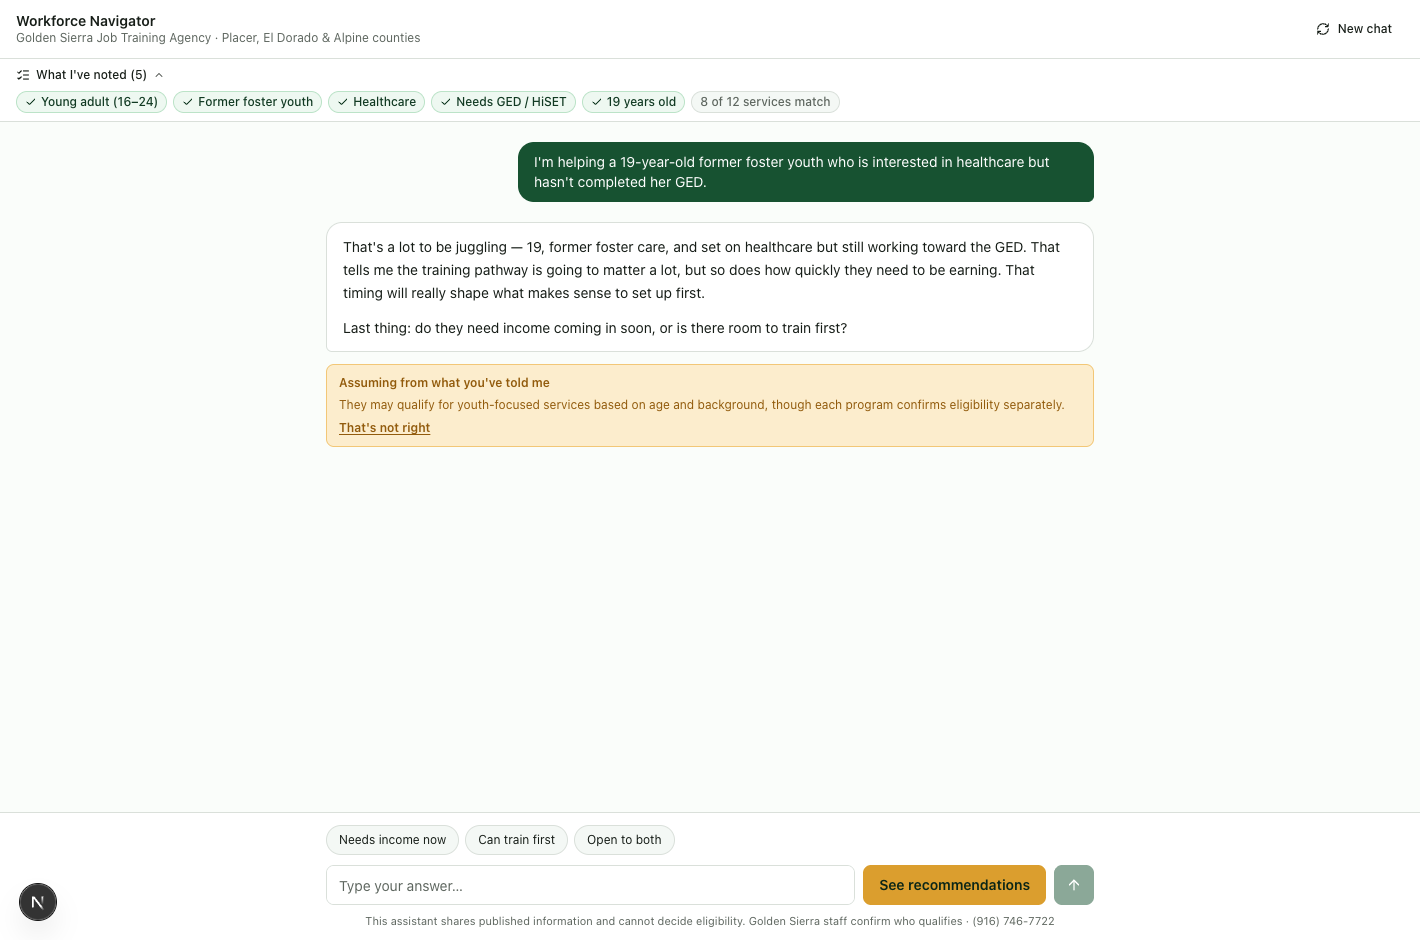 Workforce Navigator
Golden Sierra Job Training Agency · Placer, El Dorado & Alpine counties
New chat
What I've noted (5)
Young adult (16–24)
Former foster youth
Healthcare
Needs GED / HiSET
19 years old
8 of 12 services match
I'm helping a 19-year-old former foster youth who is interested in healthcare but
hasn't completed her GED.
That's a lot to be juggling — 19, former foster care, and set on healthcare but still working toward the GED. That
tells me the training pathway is going to matter a lot, but so does how quickly they need to be earning. That
timing will really shape what makes sense to set up first.
Last thing: do they need income coming in soon, or is there room to train first?
Assuming from what you've told me
They may qualify for youth-focused services based on age and background, though each program confirms eligibility separately.
That's not right
Needs income now
Can train first
Open to both
Type your answer...
See recommendations
This assistant shares published information and cannot decide eligibility. Golden Sierra staff confirm who qualifies · (916) 746-7722
N